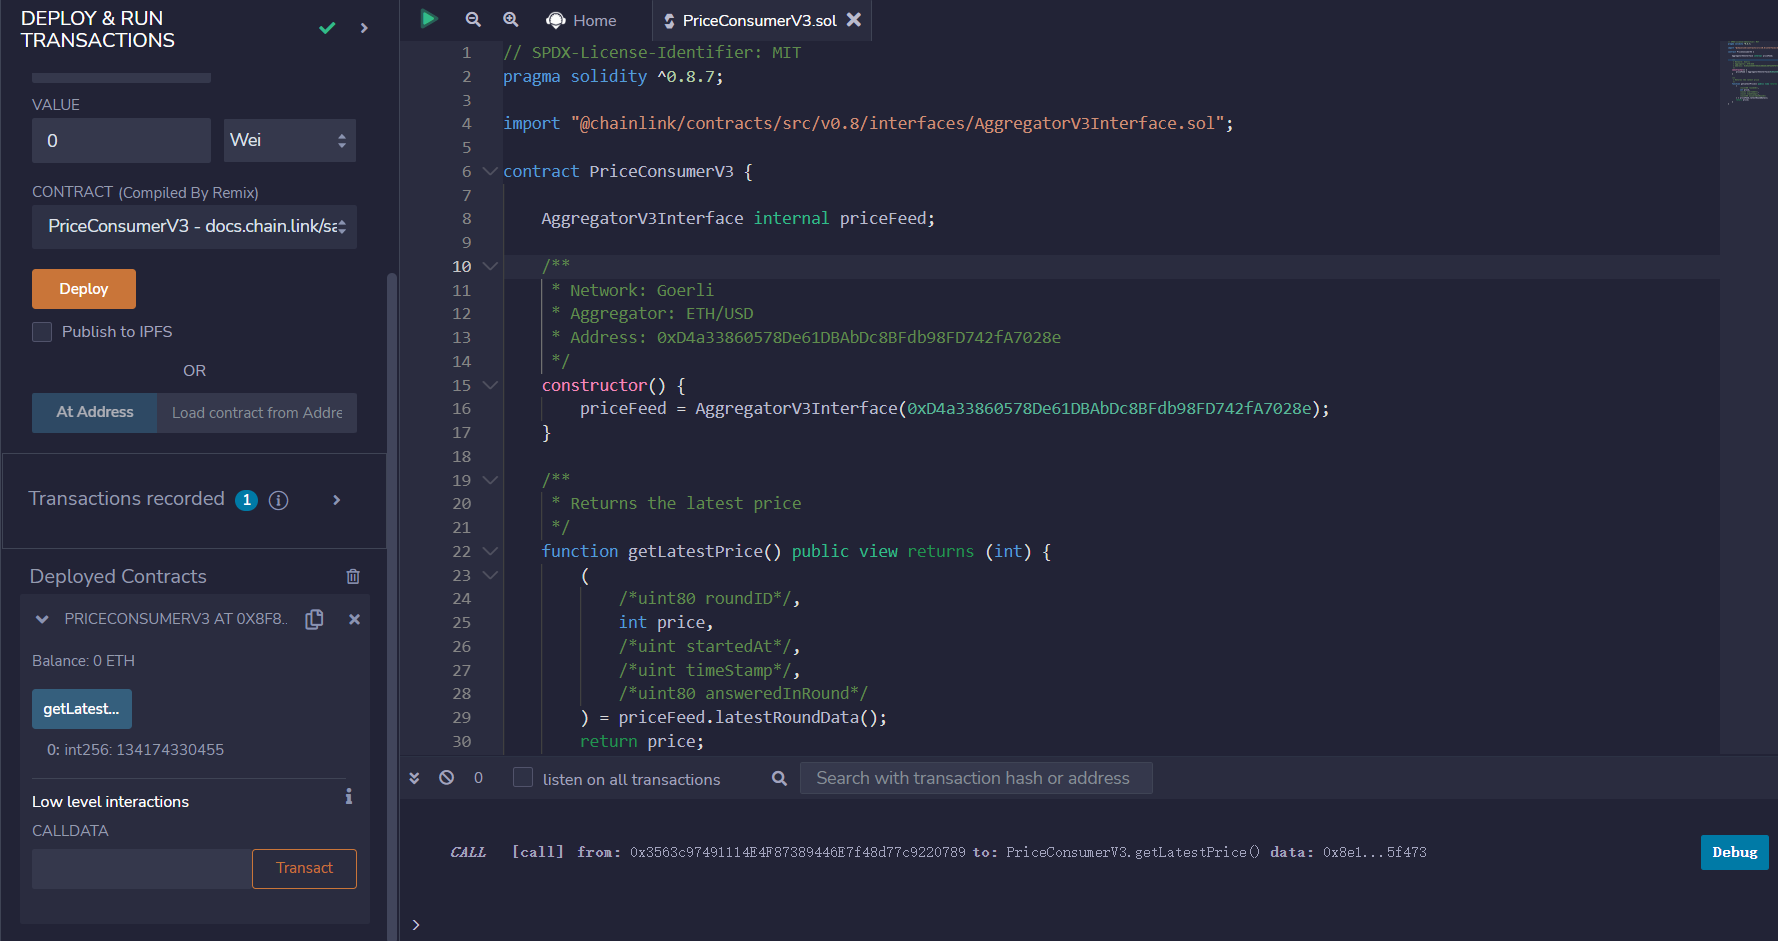 DEPLOY & RUN
TRANSACTIONS
VALUE
0
Wei
CONTRACT (Compiled By Remix)
PriceConsumerV3 - docs.chain.link/sa
Deploy
Publish to IPFS
OR
At Address
Load contract from Addre
Transactions recorded 1
Deployed Contracts
PRICECONSUMERV3 AT 0X8F8..
Balance: 0 ETH
getLatest...
0: int256: 134174330455
Low level interactions
CALLDATA
Transact
Home
PriceConsumerV3.sol
1 // SPDX-License-Identifier: MIT
2 pragma solidity ^0.8.7;
3
4 import "@chainlink/contracts/src/v0.8/interfaces/AggregatorV3Interface.sol";
5
6 contract PriceConsumerV3 {
7
8 AggregatorV3Interface internal priceFeed;
9
10 /**
11 * Network: Goerli
12 * Aggregator: ETH/USD
13 * Address: 0xD4a33860578De61DBAbDc8BFdb98FD742fA7028e
14 */
15 constructor() {
16 priceFeed = AggregatorV3Interface(0xD4a33860578De61DBAbDc8BFdb98FD742fA7028e);
17 }
18
19 /**
20 * Returns the latest price
21 */
22 function getLatestPrice() public view returns (int) {
23 (
24 /*uint80 roundID*/,
25 int price,
26 /*uint startedAt*/,
27 /*uint timeStamp*/,
28 /*uint80 answeredInRound*/
29 ) = priceFeed.latestRoundData();
30 return price;
0
listen on all transactions
Search with transaction hash or address
CALL [call] from: 0x3563c97491114E4F87389446E7f48d77c9220789 to: PriceConsumerV3.getLatestPrice() data: 0x8e1...5f473
Debug
>